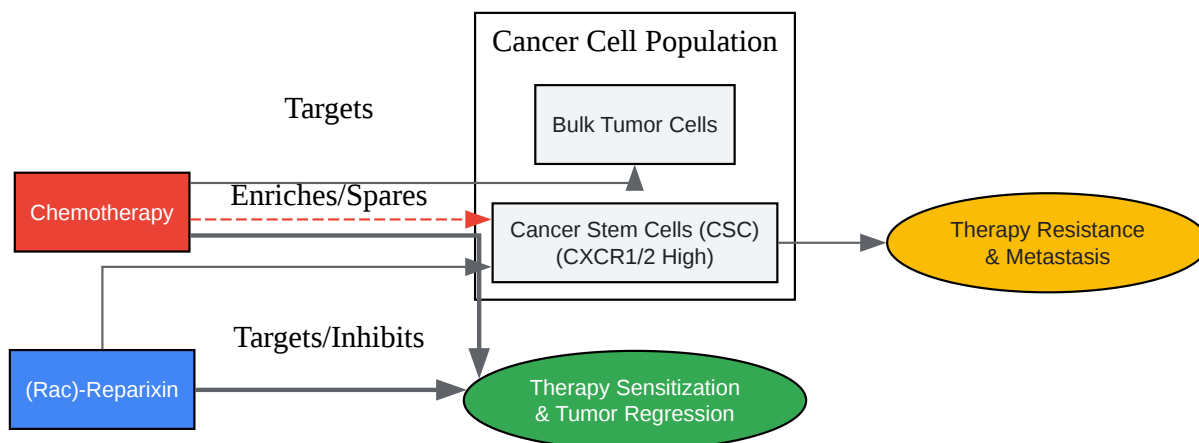 Cancer Cell Population
Targets
Bulk Tumor Cells
Chemotherapy
Enriches/Spares
Cancer Stem Cells (CSC)
(CXCR1/2 High)
Therapy Resistance
& Metastasis
Targets/Inhibits
(Rac)-Reparixin
Therapy Sensitization
& Tumor Regression